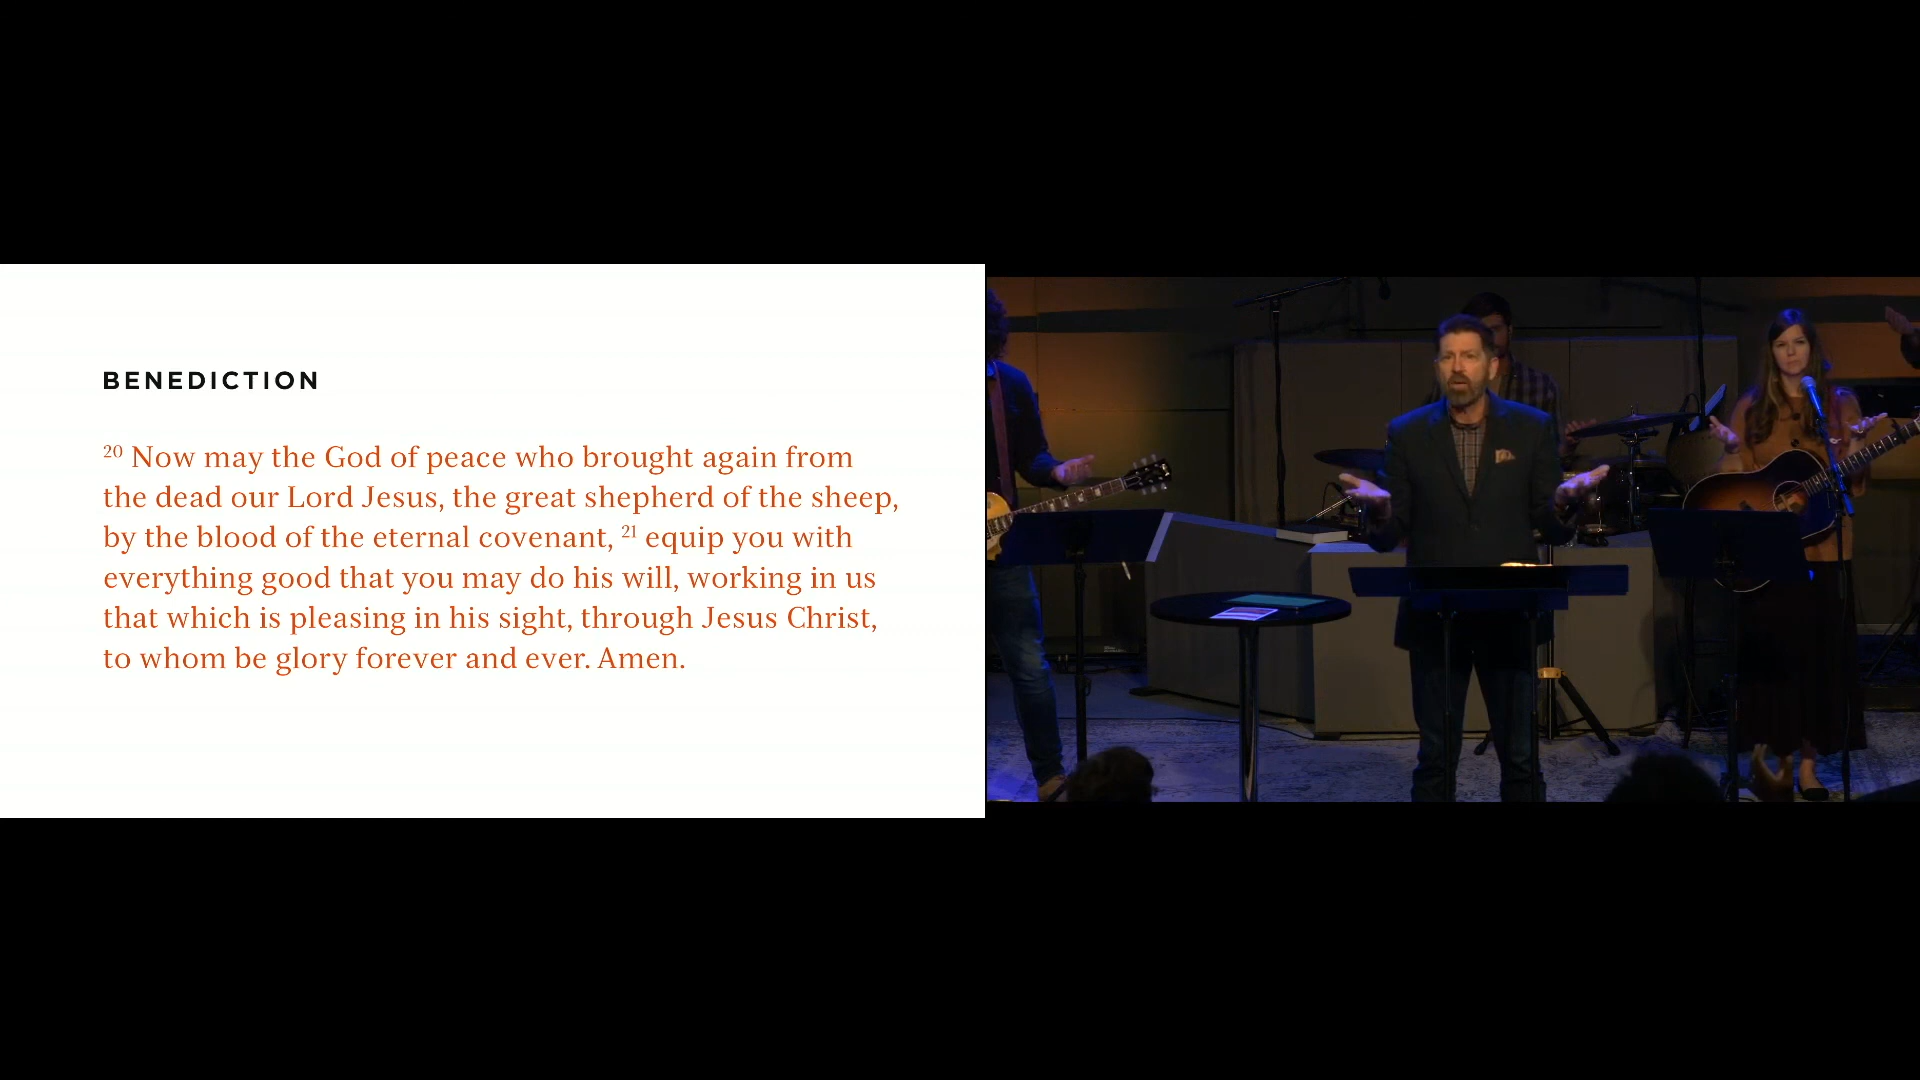 BENEDICTION
20 Now may the God of peace who brought again from
the dead our Lord Jesus, the great shepherd of the sheep,
by the blood of the eternal covenant, 21 equip you with
everything good that you may do his will, working in us
that which is pleasing in his sight, through Jesus Christ,
to whom be glory forever and ever. Amen.